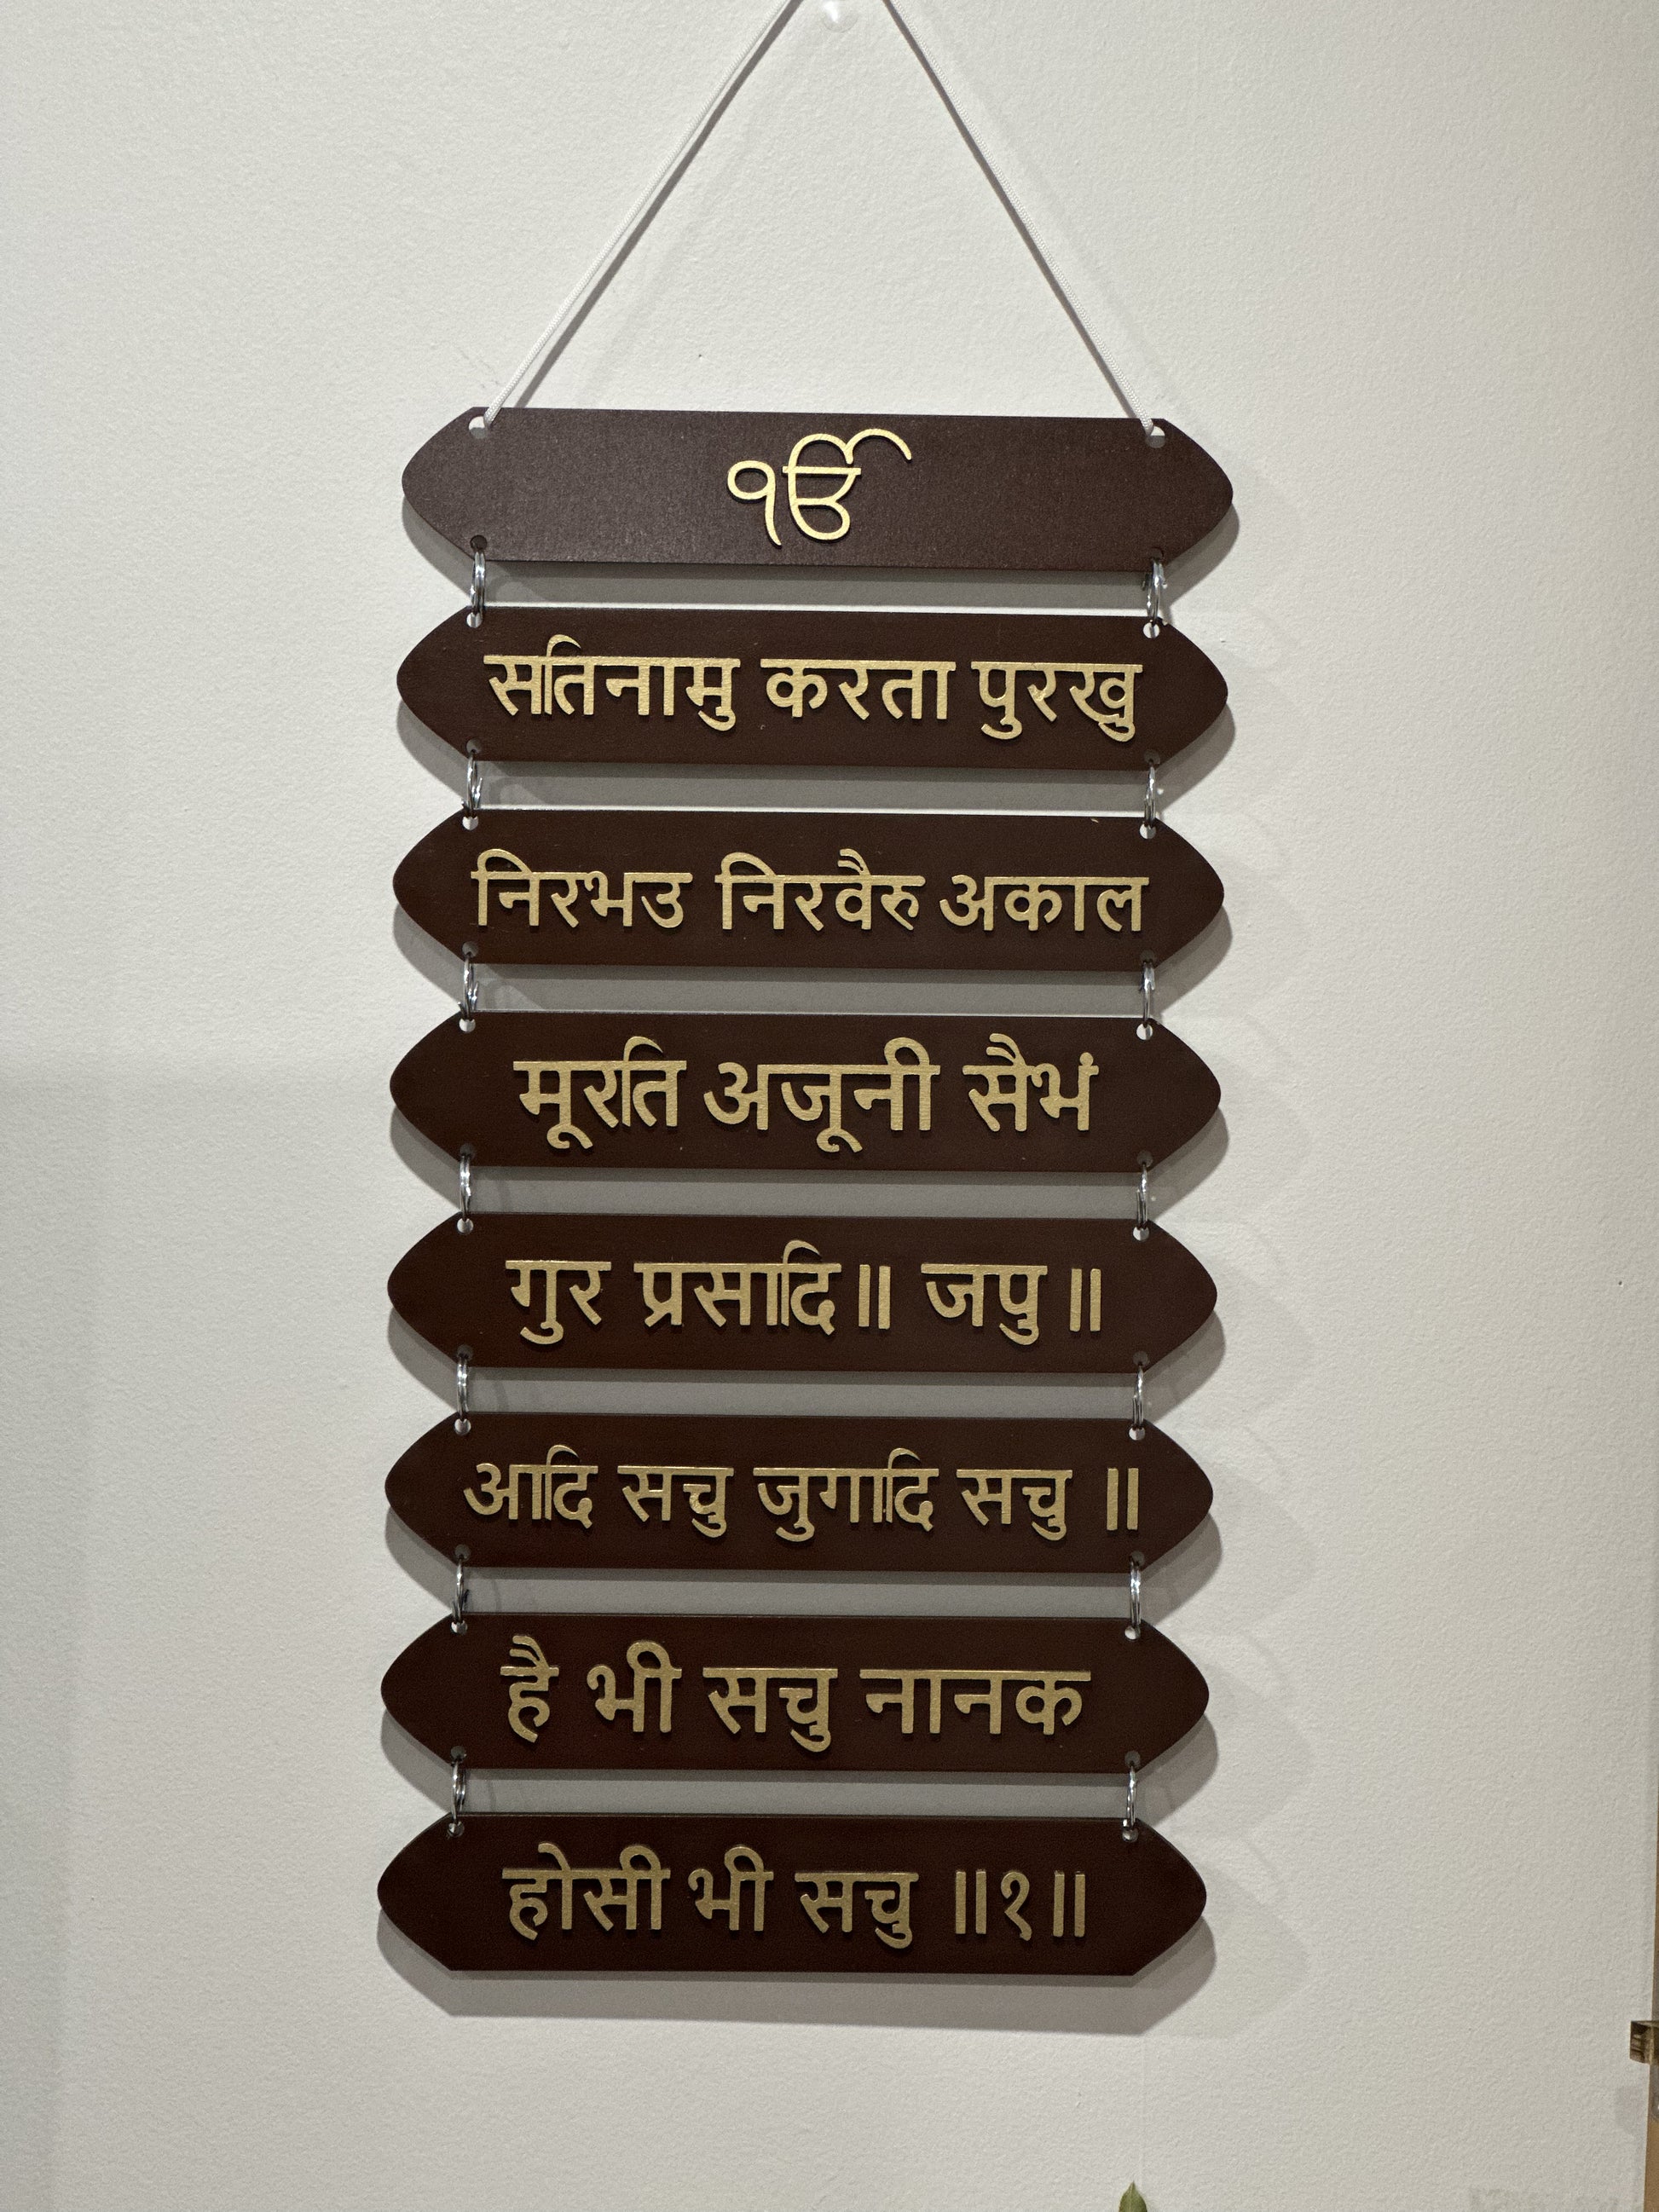 ੴ
सतिनामु करता पुरखु
निरभउ निरवैरु अकाल
मूरति अजूनी सैभं
गुर प्रसादि॥ जपु॥
आदि सचु जुगादि सचु ॥
है भी सचु नानक
होसी भी सचु ॥१॥